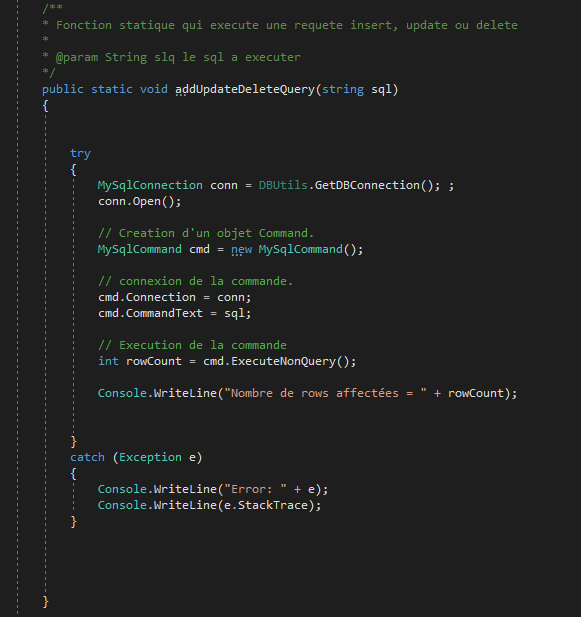 /**
* Fonction statique qui execute une requete insert, update ou delete
*
* @param String slq le sql a executer
*/
public static void addUpdateDeleteQuery(string sql)
{
try
{
MySqlConnection conn = DBUtils.GetDBConnection(); ;
conn.Open();
// Creation d'un objet Command.
MySqlCommand cmd = new MySqlCommand();
// connexion de la commande.
cmd.Connection = conn;
cmd.CommandText = sql;
// Execution de la commande
int rowCount = cmd.ExecuteNonQuery();
Console.WriteLine("Nombre de rows affectées = " + rowCount);
}
catch (Exception e)
{
Console.WriteLine("Error: " + e);
Console.WriteLine(e.StackTrace);
}
}